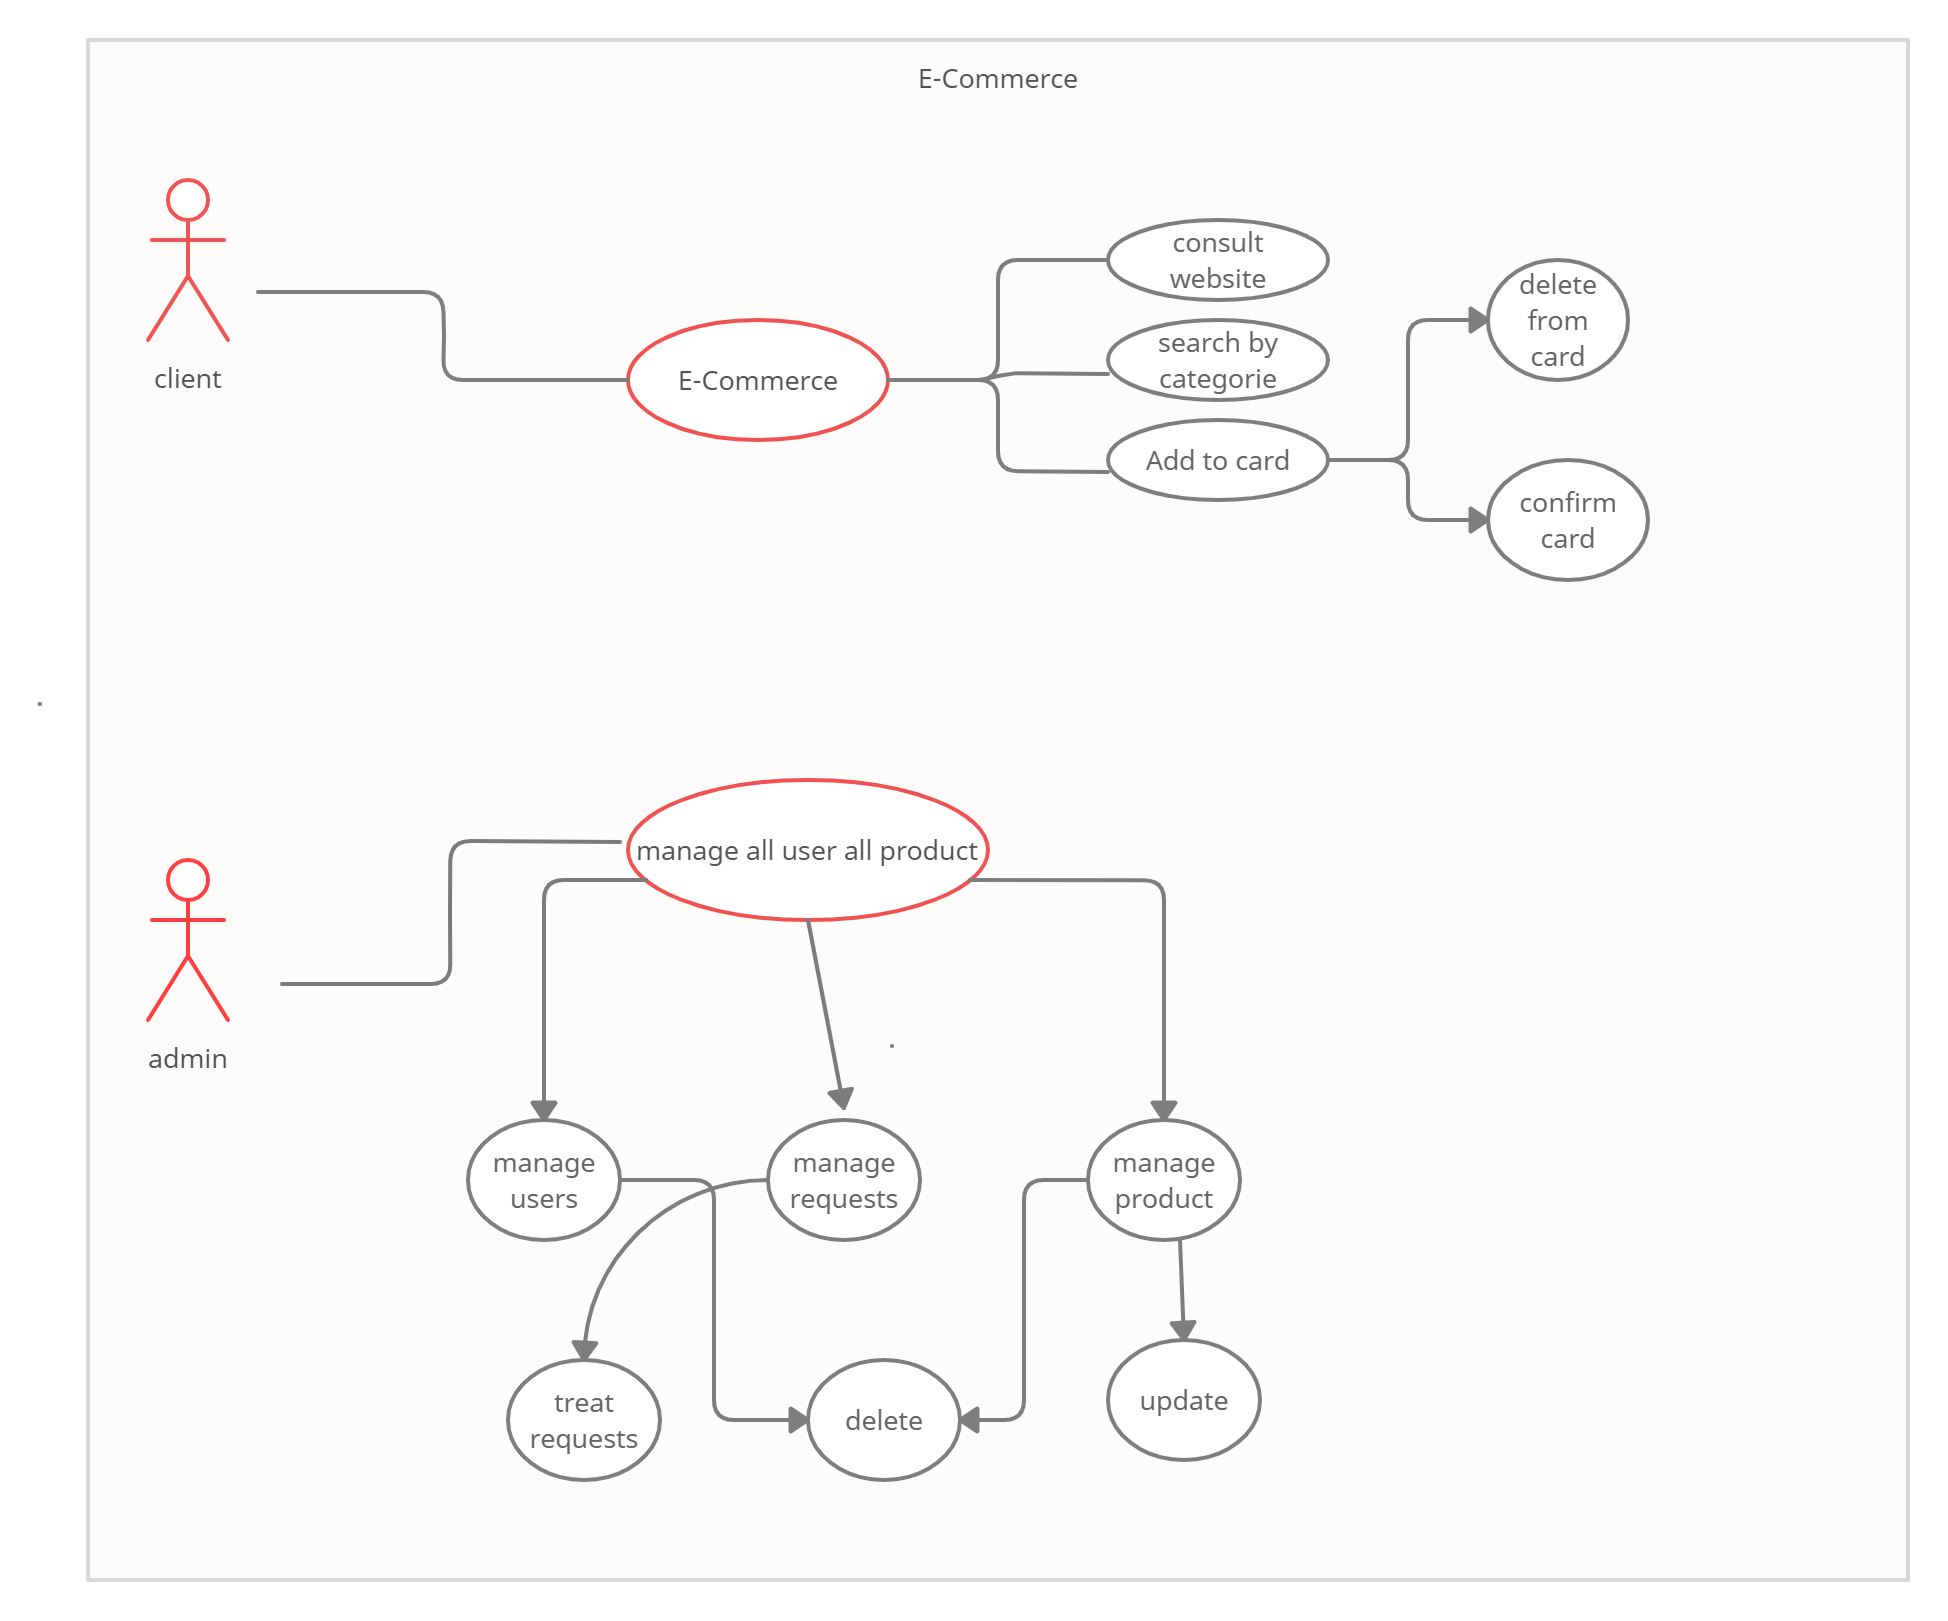 E-Commerce
client
E-Commerce
consult
website
search by
categorie
Add to card
delete
from
card
confirm
card
manage all user all product
admin
manage
users
manage
requests
manage
product
treat
requests
delete
update